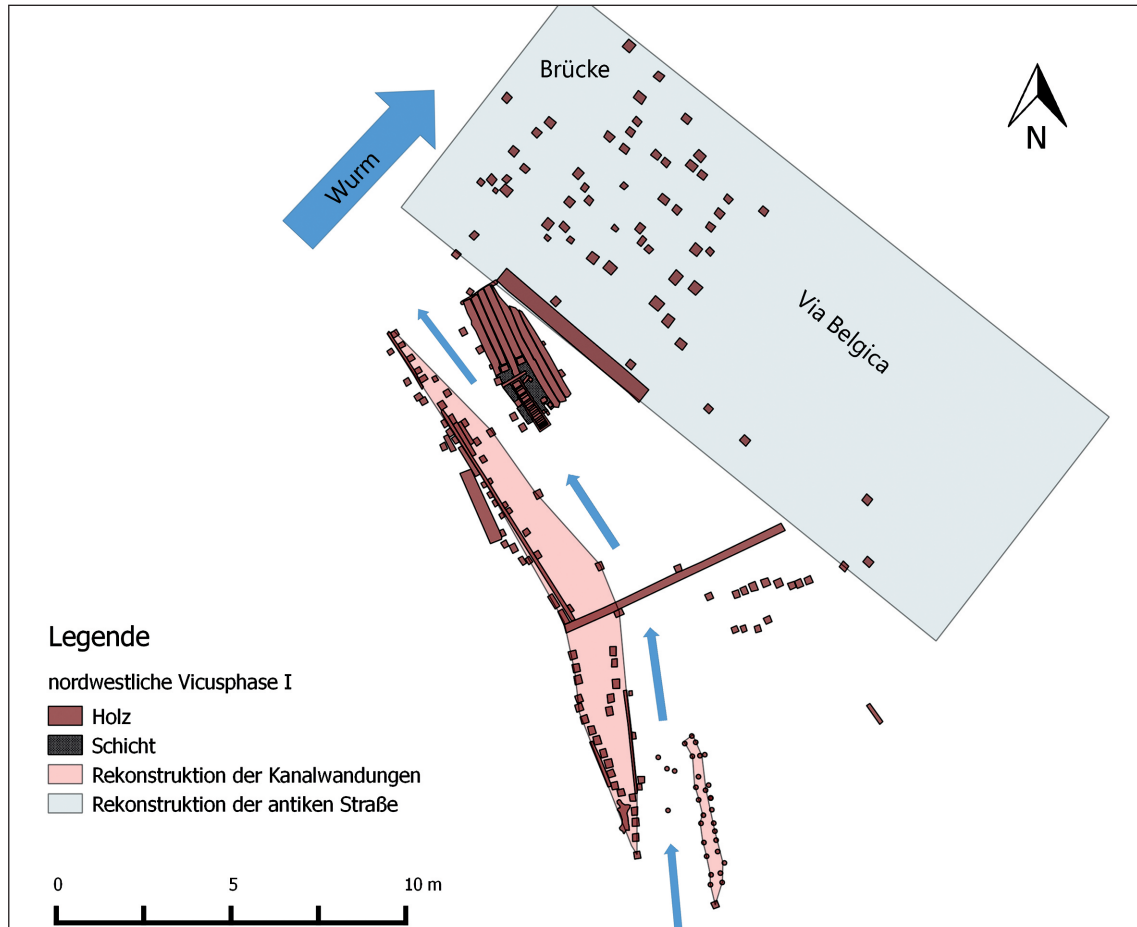 Brücke
N
Wurm
Via Belgica
Legende
nordwestliche Vicusphase I
Holz
Schicht
Rekonstruktion der Kanalwandungen
Rekonstruktion der antiken Straße
0 5 10 m